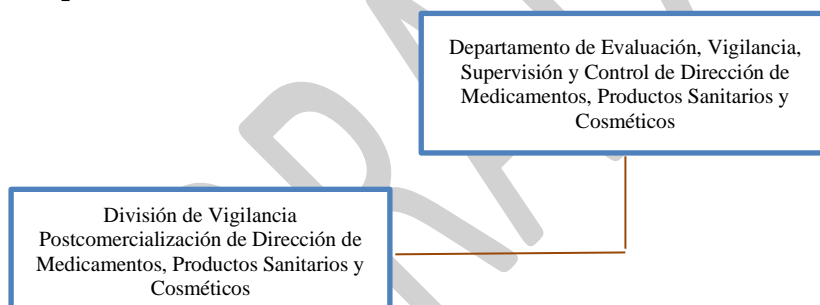 Departamento de Evaluación, Vigilancia,
Supervisión y Control de Dirección de
Medicamentos, Productos Sanitarios y
Cosméticos
División de Vigilancia
Postcomercialización de Dirección de
Medicamentos, Productos Sanitarios y
Cosméticos